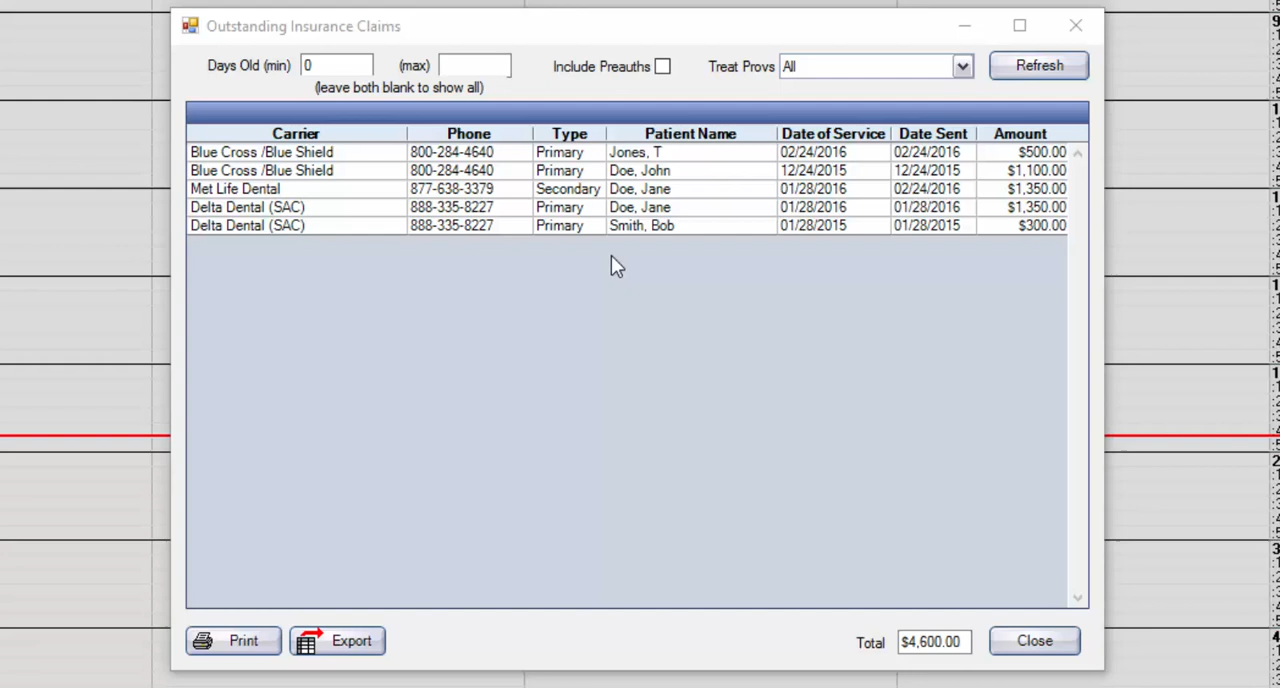 Outstanding Insurance Claims
Days Old (min) 0 (max) Include Preauths Treat Provs All Refresh
(leave both blank to show all)
Carrier Phone Type Patient Name Date of Service Date Sent Amount
Blue Cross /Blue Shield 800-284-4640 Primary Jones, T 02/24/2016 02/24/2016 $500.00
Blue Cross /Blue Shield 800-284-4640 Primary Doe, John 12/24/2015 12/24/2015 $1,100.00
Met Life Dental 877-638-3379 Secondary Doe, Jane 01/28/2016 02/24/2016 $1,350.00
Delta Dental (SAC) 888-335-8227 Primary Doe, Jane 01/28/2016 01/28/2016 $1,350.00
Delta Dental (SAC) 888-335-8227 Primary Smith, Bob 01/28/2015 01/28/2015 $300.00
Print Export Total $4,600.00 Close